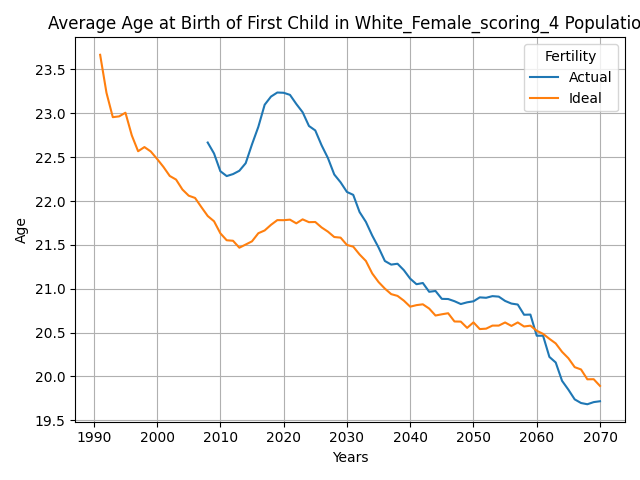 Average Age at Birth of First Child in White_Female_scoring_4 Populatio
Fertility
Actual
Ideal
23.5
23.0
22.5
22.0
21.5
21.0
20.5
20.0
19.5
Age
1990 2000 2010 2020 2030 2040 2050 2060 2070
Years